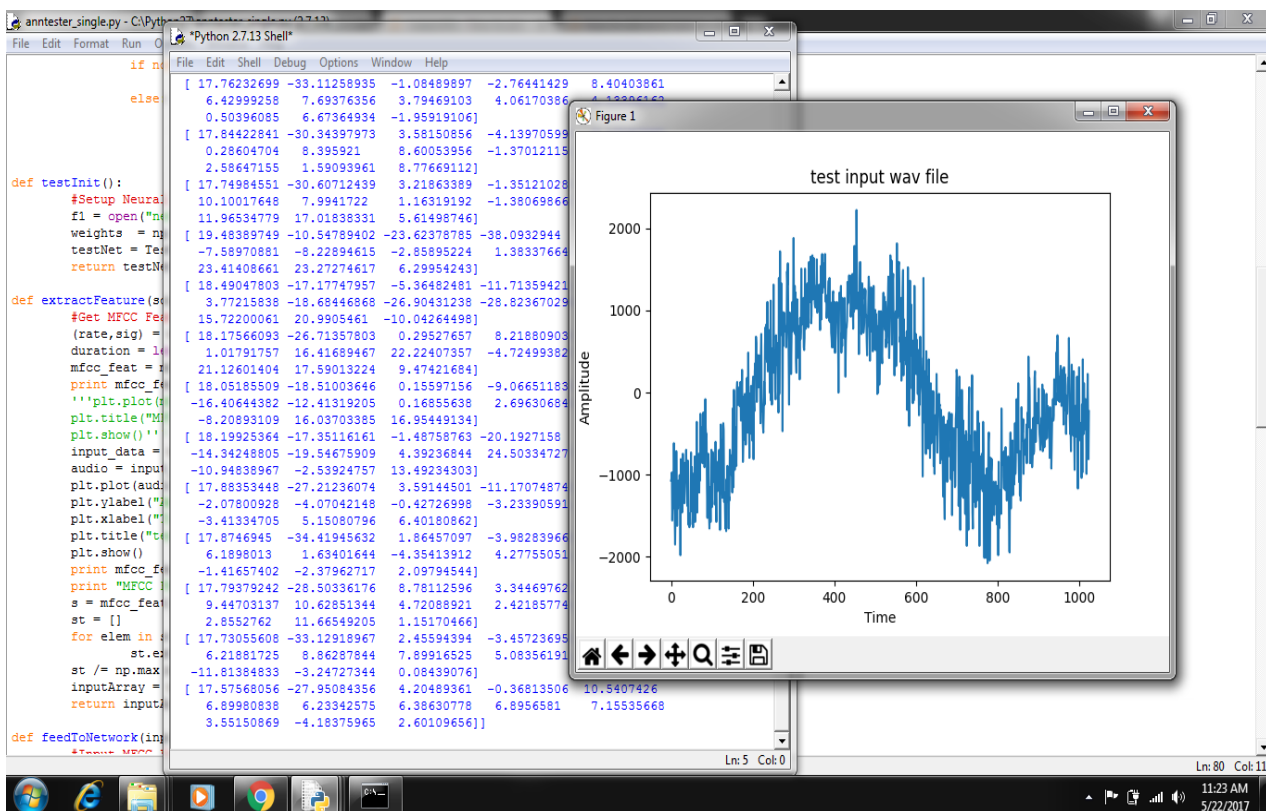 anntester_single.py - C:\Pyth
File Edit Format Run O
if no
else
def testInit():
#Setup Neural
f1 = open("ne
weights = np
testNet = Tes
return testNe
def extractFeature(so
#Get MFCC Fea
(rate,sig) =
duration = le
mfcc_feat = m
print mfcc_fe
'''plt.plot(m
plt.title("MF
plt.show()''
input_data =
audio = input
plt.plot(audi
plt.ylabel("A
plt.xlabel("T
plt.title("te
plt.show()
print mfcc_fe
print "MFCC
s = mfcc_feat
st = []
for elem in s
st.ex
st /= np.max
inputArray =
return inputA
def feedToNetwork(inp
*Python 2.7.13 Shell*
File Edit Shell Debug Options Window Help
[ 17.76232699 -33.11258935 -1.08489897 -2.76441429 8.40403861
6.42999258 7.69376356 3.79469103 4.06170386
0.50396085 6.67364934 -1.95919106]
[ 17.84422841 -30.34397973 3.58150856 -4.13970599
0.28604704 8.395921 8.60053956 -1.37012115
2.58647155 1.59093961 8.77669112]
[ 17.74984551 -30.60712439 3.21863389 -1.35121028
10.10017648 7.9941722 1.16319192 -1.38069866
11.96534779 17.01838331 5.61498746]
[ 19.48389749 -10.54789402 -23.62378785 -38.0932944
-7.58970881 -8.22894615 -2.85895224 1.38337664
23.41408661 23.27274617 6.29954243]
[ 18.49047803 -17.17747957 -5.36482481 -11.71359421
3.77215838 -18.68446868 -26.90431238 -28.82367029
15.72200061 20.9905461 -10.04264498]
[ 18.17566093 -26.71357803 0.29527657 8.21880903
1.01791757 16.41689467 22.22407357 -4.72499382
21.12601404 17.59013224 9.47421684]
[ 18.05185509 -18.51003646 0.15597156 -9.06651183
-16.40644382 -12.41319205 0.16855638 2.69630684
-8.20893109 16.03703385 16.95449134]
[ 18.19925364 -17.35116161 -1.48758763 -20.1927158
-14.34248805 -19.54675909 4.39236844 24.50334727
-10.94838967 -2.53924757 13.49234303]
[ 17.88353448 -27.21236074 3.59144501 -11.17074874
-2.07800928 -4.07042148 -0.42726998 -3.23390591
-3.41334705 5.15080796 6.40180862]
[ 17.8746945 -34.41945632 1.86457097 -3.98283966
6.1898013 1.63401644 -4.35413912 4.27755051
-1.41657402 -2.37962717 2.09794544]
[ 17.79379242 -28.50336176 8.78112596 3.34469762
9.44703137 10.62851344 4.72088921 2.42185774
2.8552762 11.66549205 1.15170466]
[ 17.73055608 -33.12918967 2.45594394 -3.45723695
6.21881725 8.86287844 7.89916525 5.08356191
-11.81384833 -3.24727344 0.08439076]
[ 17.57568056 -27.95084356 4.20489361 -0.36813506 10.5407426
6.89980838 6.23342575 6.38630778 6.8956581 7.15535668
3.55150869 -4.18375965 2.60109656]]
Ln: 5 Col: 0
Figure 1
test input wav file
2000
1000
0
−1000
−2000
Amplitude
0 200 400 600 800 1000
Time
Ln: 80 Col: 11
11:23 AM
5/22/2017